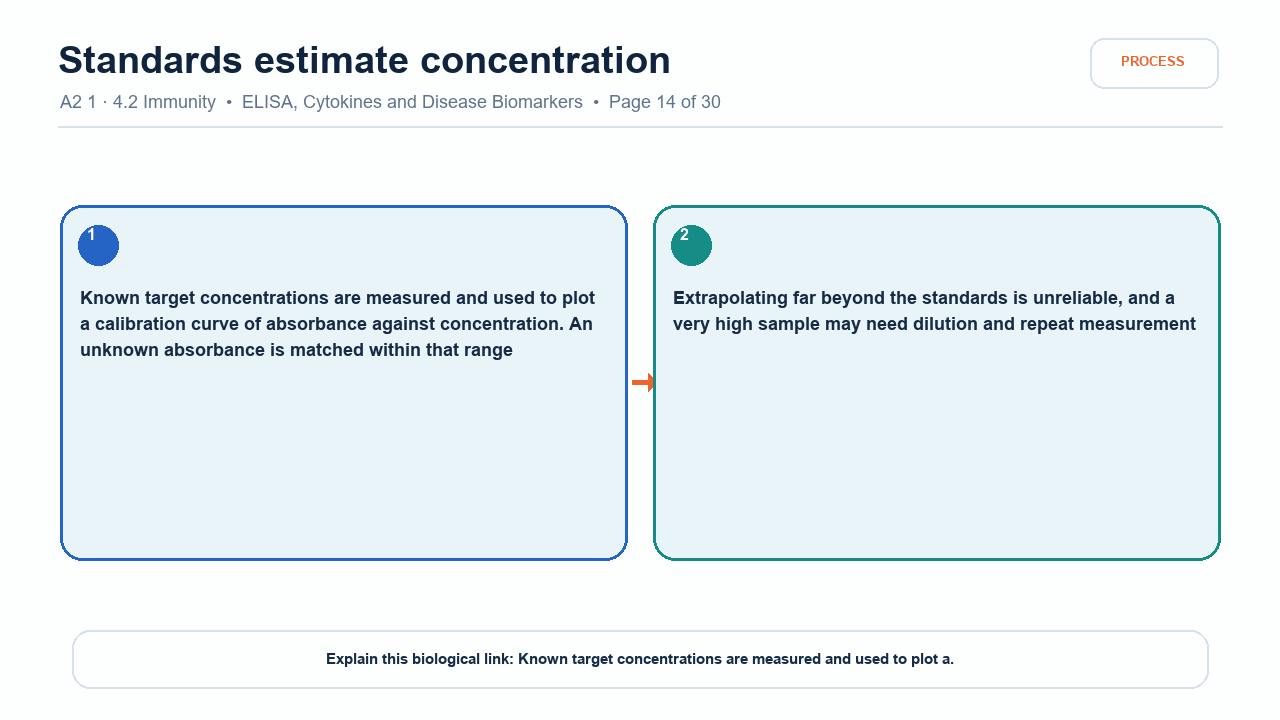 Standards estimate concentration
PROCESS
A2 1 · 4.2 Immunity • ELISA, Cytokines and Disease Biomarkers • Page 14 of 30
1
Known target concentrations are measured and used to plot
a calibration curve of absorbance against concentration. An
unknown absorbance is matched within that range
2
Extrapolating far beyond the standards is unreliable, and a
very high sample may need dilution and repeat measurement
Explain this biological link: Known target concentrations are measured and used to plot a.